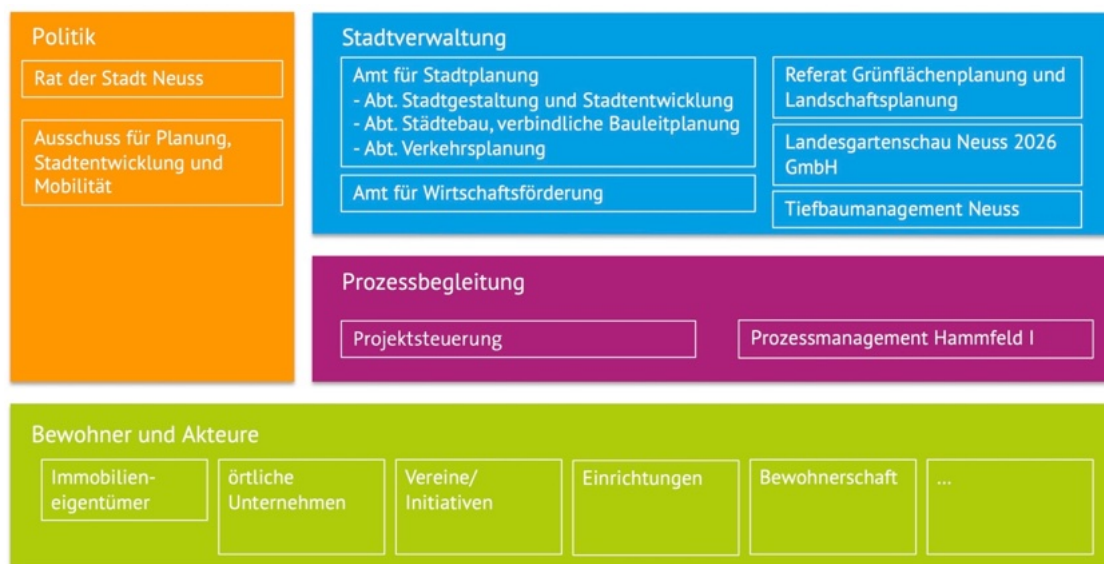 Politik
Rat der Stadt Neuss
Ausschuss für Planung,
Stadtentwicklung und
Mobilität
Stadtverwaltung
Amt für Stadtplanung
- Abt. Stadtgestaltung und Stadtentwicklung
- Abt. Städtebau, verbindliche Bauleitplanung
- Abt. Verkehrsplanung
Amt für Wirtschaftsförderung
Referat Grünflächenplanung und
Landschaftsplanung
Landesgartenschau Neuss 2026
GmbH
Tiefbaumanagement Neuss
Prozessbegleitung
Projektsteuerung
Prozessmanagement Hammfeld I
Bewohner und Akteure
Immobilien-
eigentümer
örtliche
Unternehmen
Vereine/
Initiativen
Einrichtungen
Bewohnerschaft
...